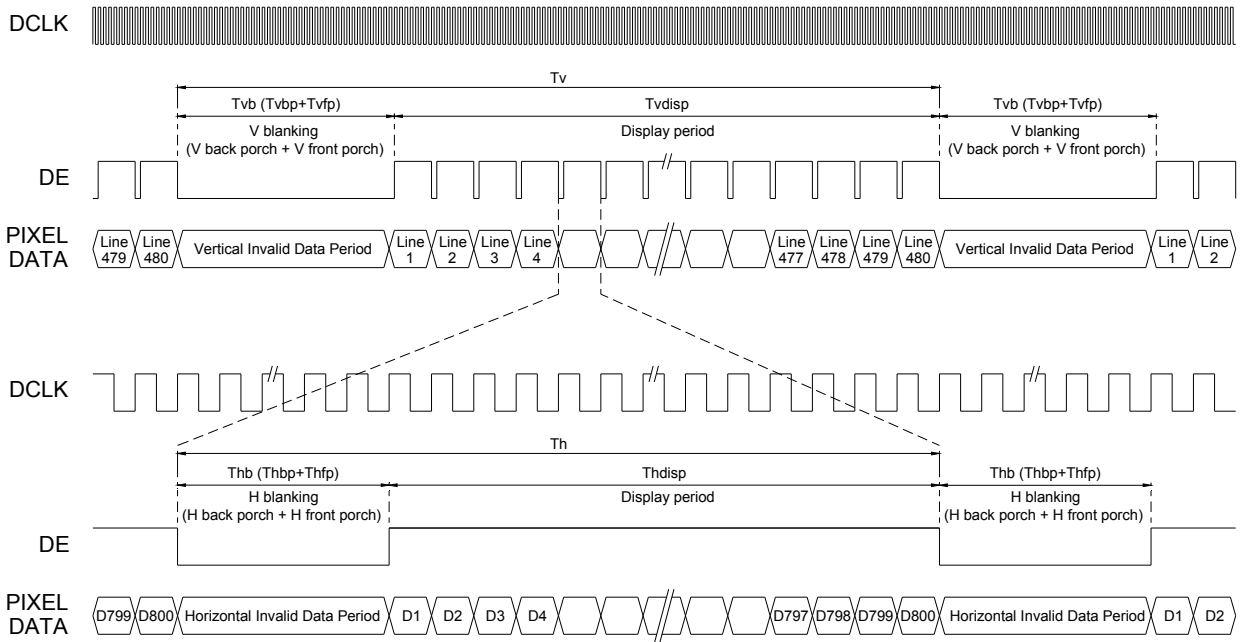 DCLK
Tv
Tvb (Tvbp+Tvfp) Tvdisp Tvb (Tvbp+Tvfp)
V blanking Display period V blanking
(V back porch + V front porch) (V back porch + V front porch)
DE
PIXEL DATA
Line 479 Line 480 Vertical Invalid Data Period Line 1 Line 2 Line 3 Line 4 Line 477 Line 478 Line 479 Line 480 Vertical Invalid Data Period Line 1 Line 2
DCLK
Th
Thb (Thbp+Thfp) Thdisp Thb (Thbp+Thfp)
H blanking Display period H blanking
(H back porch + H front porch) (H back porch + H front porch)
DE
PIXEL DATA
D799 D800 Horizontal Invalid Data Period D1 D2 D3 D4 D797 D798 D799 D800 Horizontal Invalid Data Period D1 D2